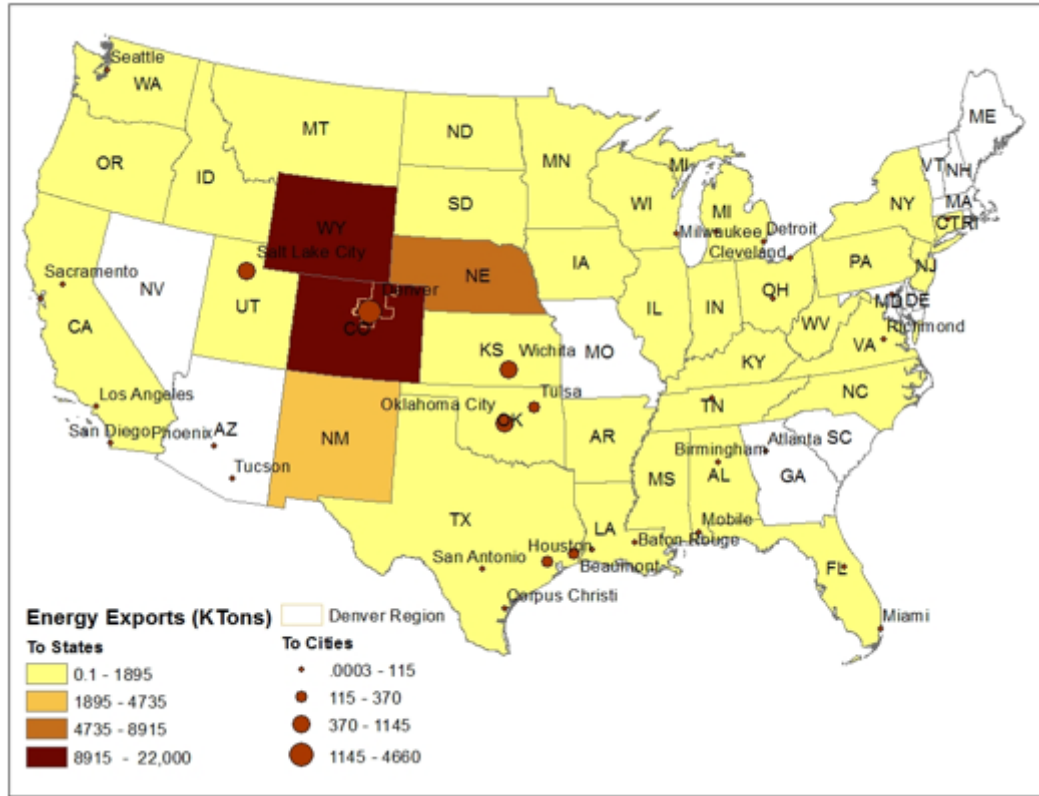 Seattle
WA
MT
ND
MN
ME
OR
ID
SD
WI
MI
MI
VT
NH
NY
MA
CTRI
WY
Salt Lake City
Milwaukee
Detroit
Cleveland
Sacramento
NV
UT
NE
IA
PA
NJ
Denver
CO
IL
IN
OH
MD
DE
CA
KS
Wichita
MO
WV
VA
Richmond
KY
Los Angeles
Tulsa
Oklahoma City
OK
TN
NC
San Diego
Phoenix
AZ
NM
AR
Birmingham
Atlanta
SC
Tucson
MS
AL
GA
TX
LA
Mobile
Houston
Baton Rouge
San Antonio
Beaumont
FL
Corpus Christi
Miami
Energy Exports (KTons)
Denver Region
To States
To Cities
0.1 - 1895
.0003 - 115
1895 - 4735
115 - 370
4735 - 8915
370 - 1145
8915 - 22,000
1145 - 4660